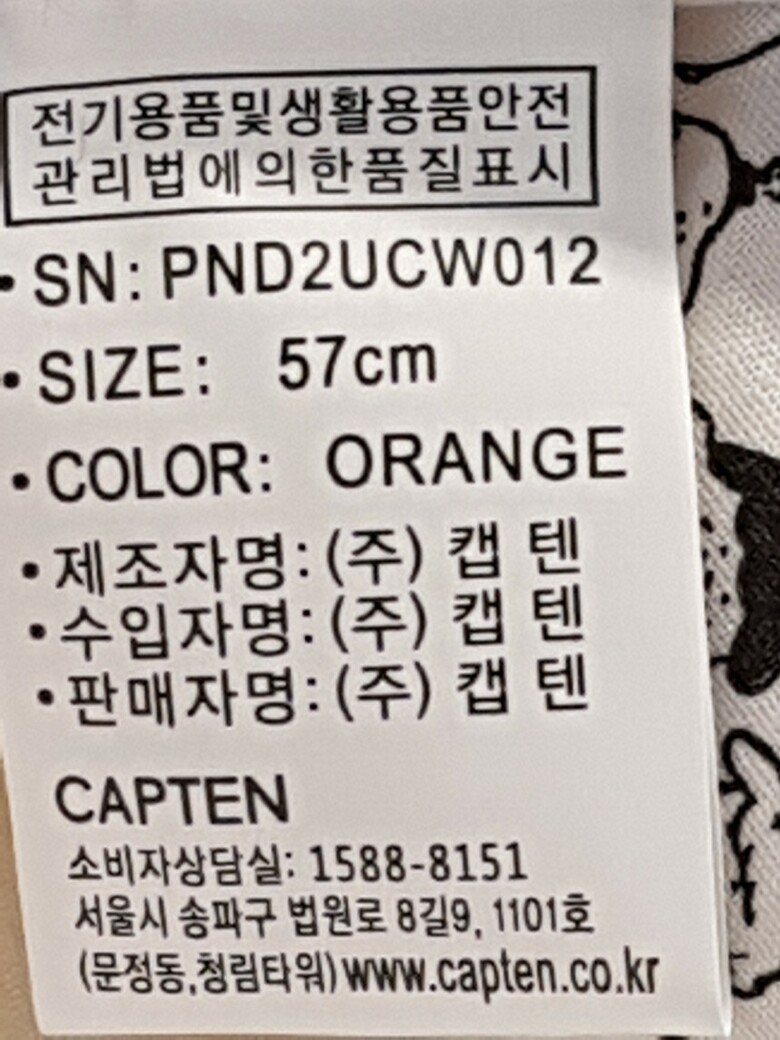 전기용품및생활용품안전
관리법에의한품질표시
• SN: PND2UCW012
• SIZE: 57cm
• COLOR: ORANGE
• 제조자명: (주) 캡 텐
• 수입자명: (주) 캡 텐
• 판매자명: (주) 캡 텐
CAPTEN
소비자상담실: 1588-8151
서울시 송파구 법원로 8길9, 1101호
(문정동,청림타워) www.capten.co.kr